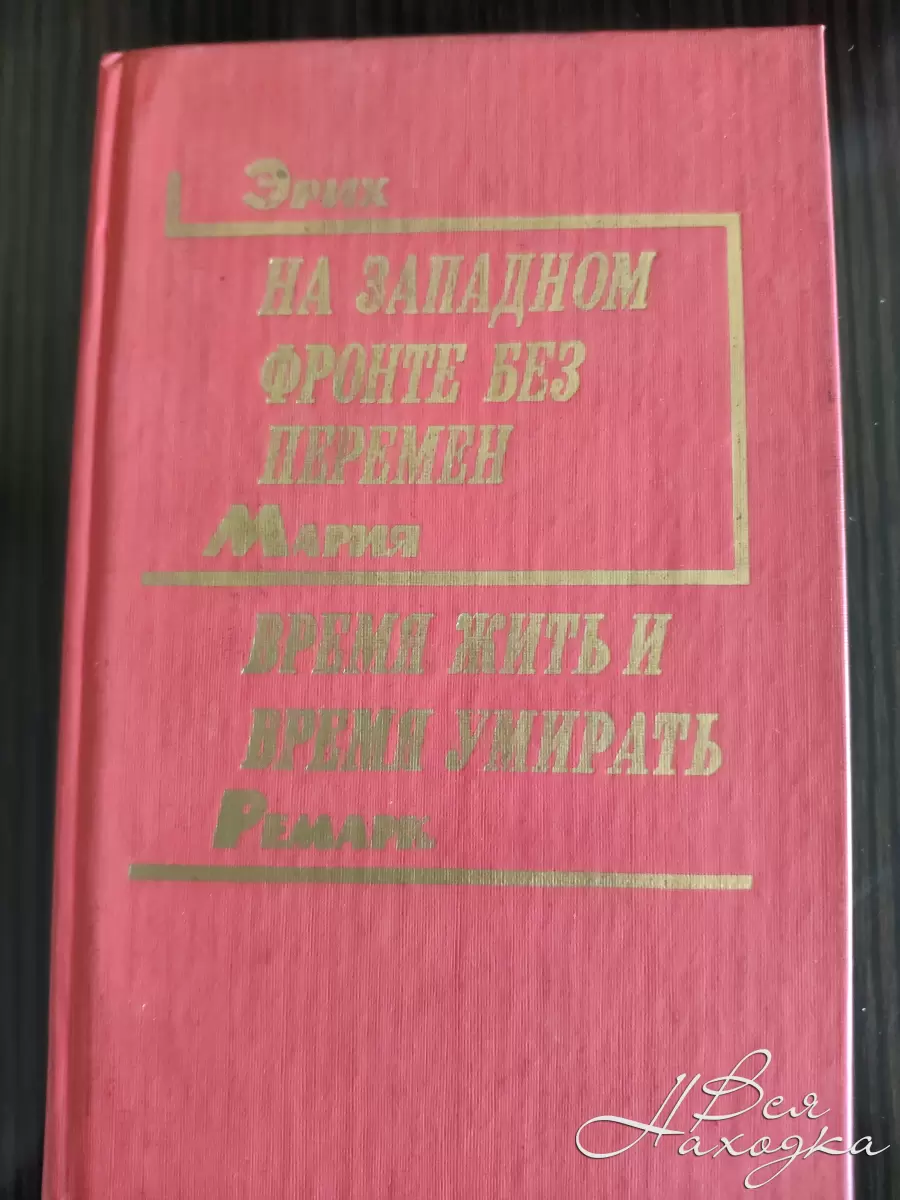 Эрих
НА ЗАПАДНОМ
ФРОНТЕ БЕЗ
ПЕРЕМЕН
Мария
ВРЕМЯ ЖИТЬ И
ВРЕМЯ УМИРАТЬ
Ремарк
Вся
Находка